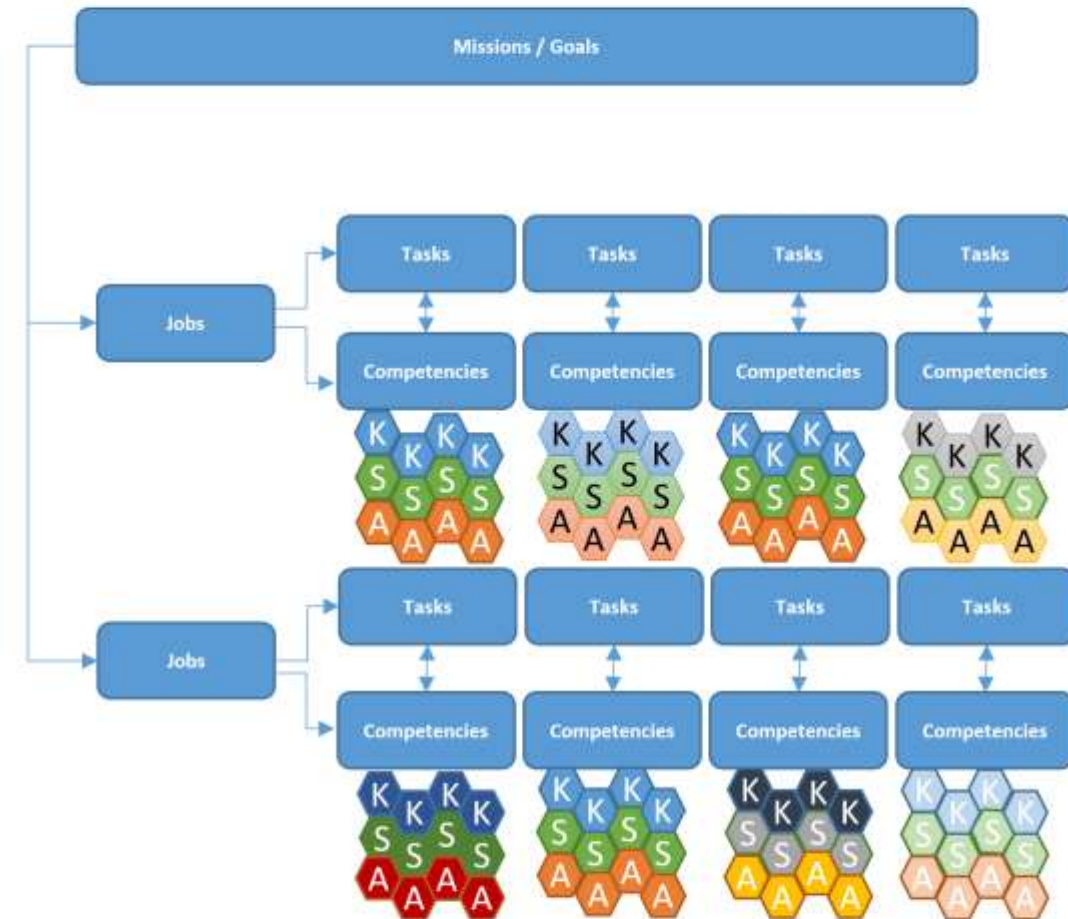 Missions / Goals
Tasks Tasks Tasks Tasks
Jobs
Competencies Competencies Competencies Competencies
K K K K K K K K K K K K K K K K
S S S S S S S S S S S S S S S S
A A A A A A A A A A A A A A A A
Tasks Tasks Tasks Tasks
Jobs
Competencies Competencies Competencies Competencies
K K K K K K K K K K K K K K K K
S S S S S S S S S S S S S S S S
A A A A A A A A A A A A A A A A